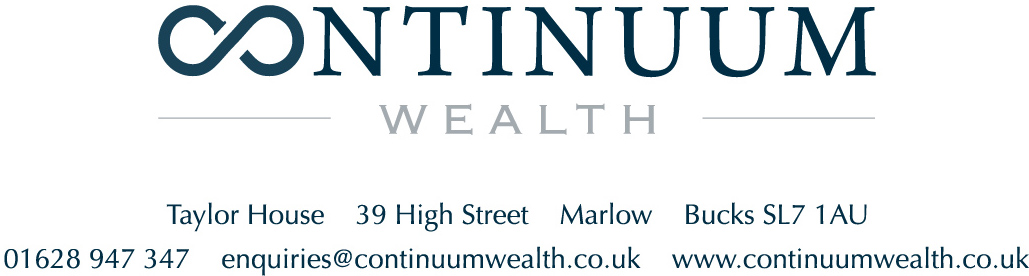 CONTINUUM
WEALTH
Taylor House 39 High Street Marlow Bucks SL7 1AU
01628 947 347 enquiries@continuumwealth.co.uk www.continuumwealth.co.uk